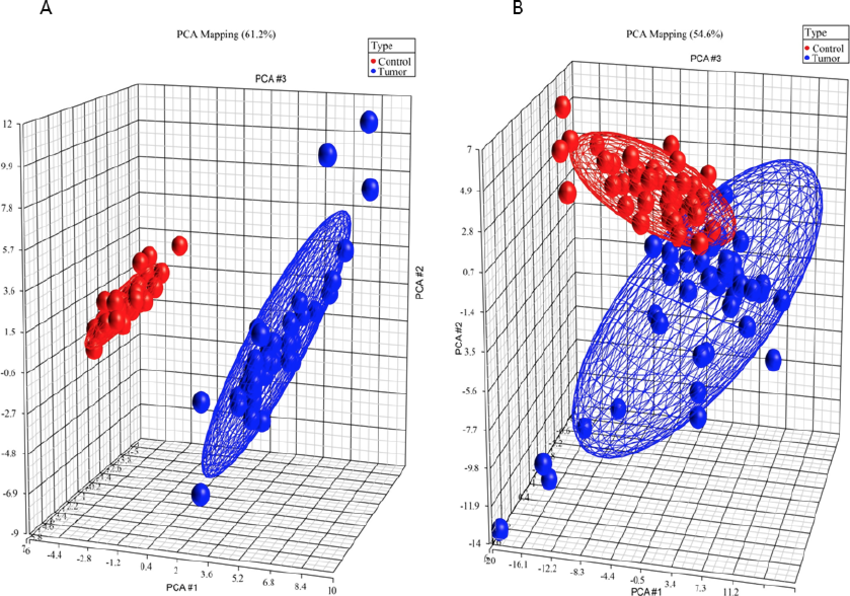 A
B
PCA Mapping (61.2%)
Type
Control
Tumor
PCA #3
12
9.9
7.8
5.7
3.6
1.5
-0.6
-2.7
-4.8
-6.9
-9
PCA #2
-4.4
-2.8
-1.2
0.4
2
3.6
5.2
6.8
8.4
10
PCA #1
PCA Mapping (54.6%)
Type
Control
Tumor
PCA #3
7
4.9
2.8
0.7
-1.4
3.5
-5.6
-7.7
-9.8
-11.9
-14
PCA #2
-16.1
-12.2
-8.3
-4.4
-0.5
3.4
7.3
11.2
PCA #1